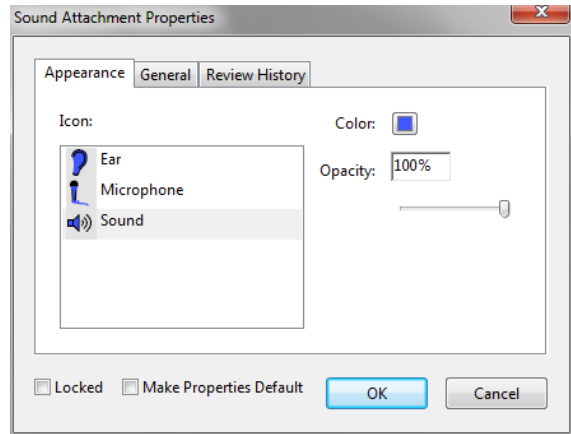 Sound Attachment Properties
Appearance General Review History
Icon: Color:
Ear
Opacity: 100%
Microphone
Sound
Locked Make Properties Default OK Cancel